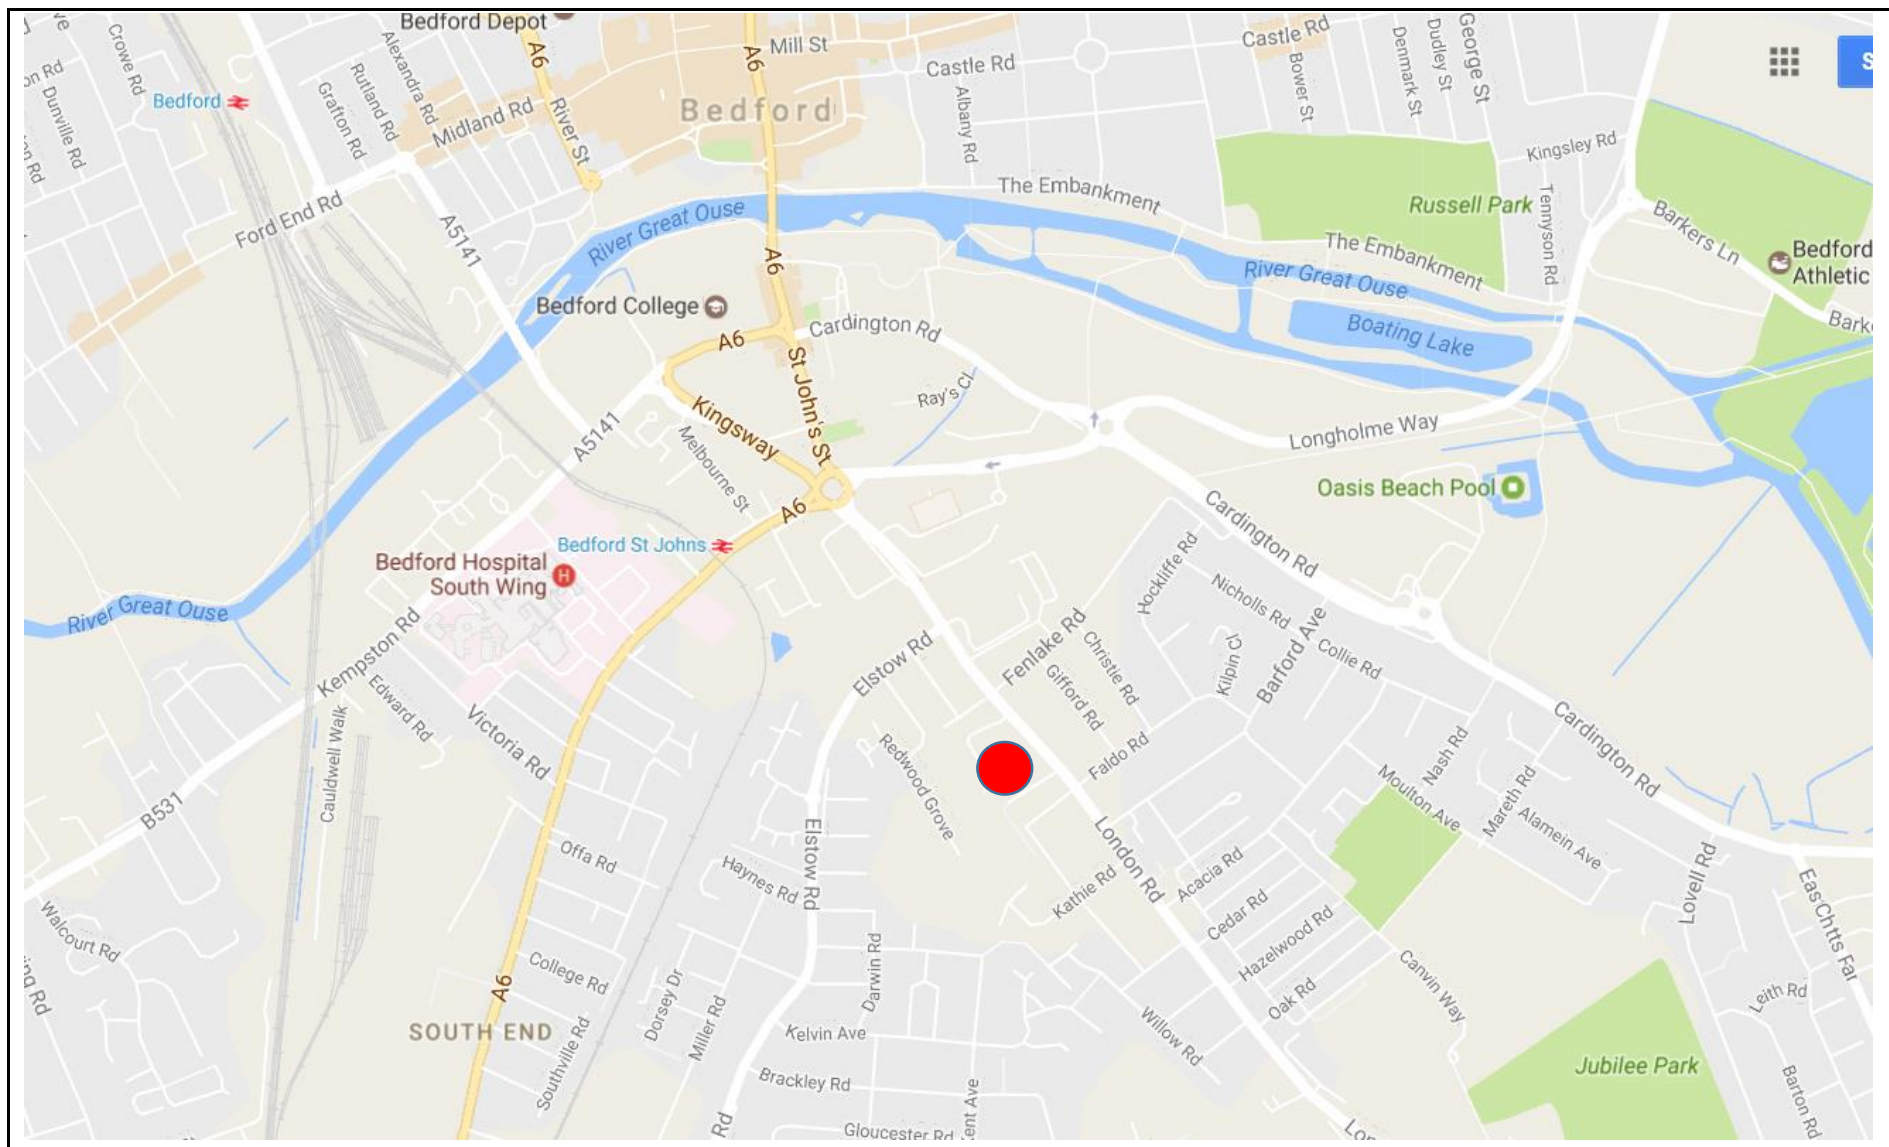 Bedford Depot
Crowe Rd
Alexandra Rd
A6
A6
Mill St
Castle Rd
Castle Rd
Dudley St
George St
Denmark St
Bower St
on Rd
Dunville Rd
Rutland Rd
Grafton Rd
Bedford
Midland Rd
River St
Bedford
Albany Rd
Kingsley Rd
The Embankment
Russell Park
Tennyson Rd
Barkers Ln
Bedford
Athletic
Ford End Rd
A5141
River Great Ouse
A6
The Embankment
River Great Ouse
Boating Lake
Bedford College
A6
Cardington Rd
St John's St
Ray's Cl
Kingsway
A5141
Melbourne St
Longholme Way
Oasis Beach Pool
A6
Cardington Rd
Bedford St Johns
Bedford Hospital
South Wing
H
River Great Ouse
Kempston Rd
Hockliffe Rd
Nicholls Rd
Collie Rd
Kilpin Cl
Barford Ave
Elstow Rd
Fenlake Rd
Christie Rd
Gifford Rd
Faldo Rd
Edward Rd
Victoria Rd
Cauldwell Walk
Redwood Grove
Cardington Rd
Nash Rd
Moulton Ave
Mareth Rd
Alamein Ave
B531
Elstow Rd
London Rd
Offa Rd
Haynes Rd
Kathie Rd
Acacia Rd
Cedar Rd
Hazelwood Rd
Oak Rd
Lovell Rd
Walcourt Rd
ng Rd
A6
College Rd
Dorsey Dr
Miller Rd
Darwin Rd
Canvin Way
Leith Rd
SOUTH END
Southville Rd
Kelvin Ave
Willow Rd
Brackley Rd
Jubilee Park
Barton Rd
Rd
Gloucester Rd
ent Ave
Lon